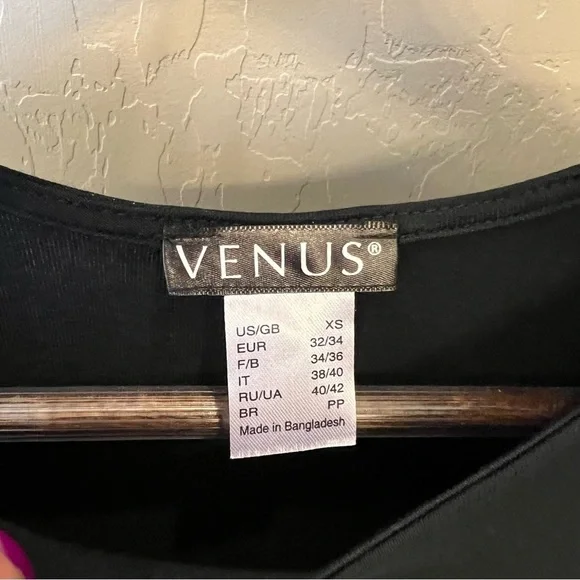 VENUS®
US/GB XS
EUR 32/34
F/B 34/36
IT 38/40
RU/UA 40/42
BR PP
Made in Bangladesh